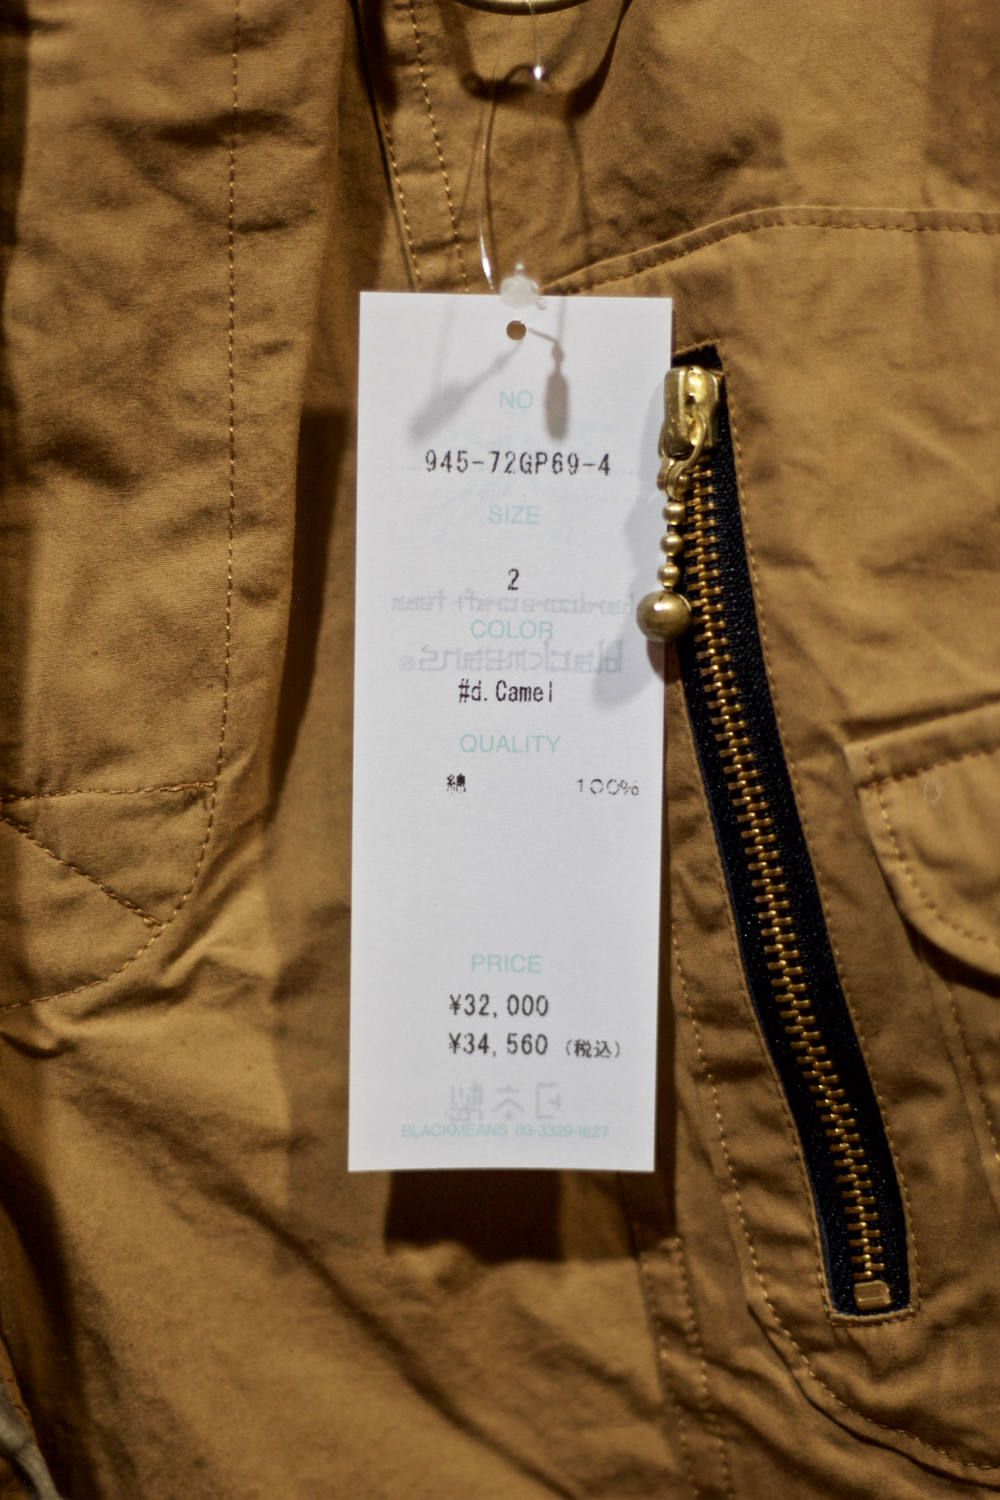 NO
945-72GP69-4
SIZE
2
COLOR
#d.Camel
QUALITY
綿 100%
PRICE
¥32,000
¥34,560 (税込)
BLACKMEANS 03-3329-1627